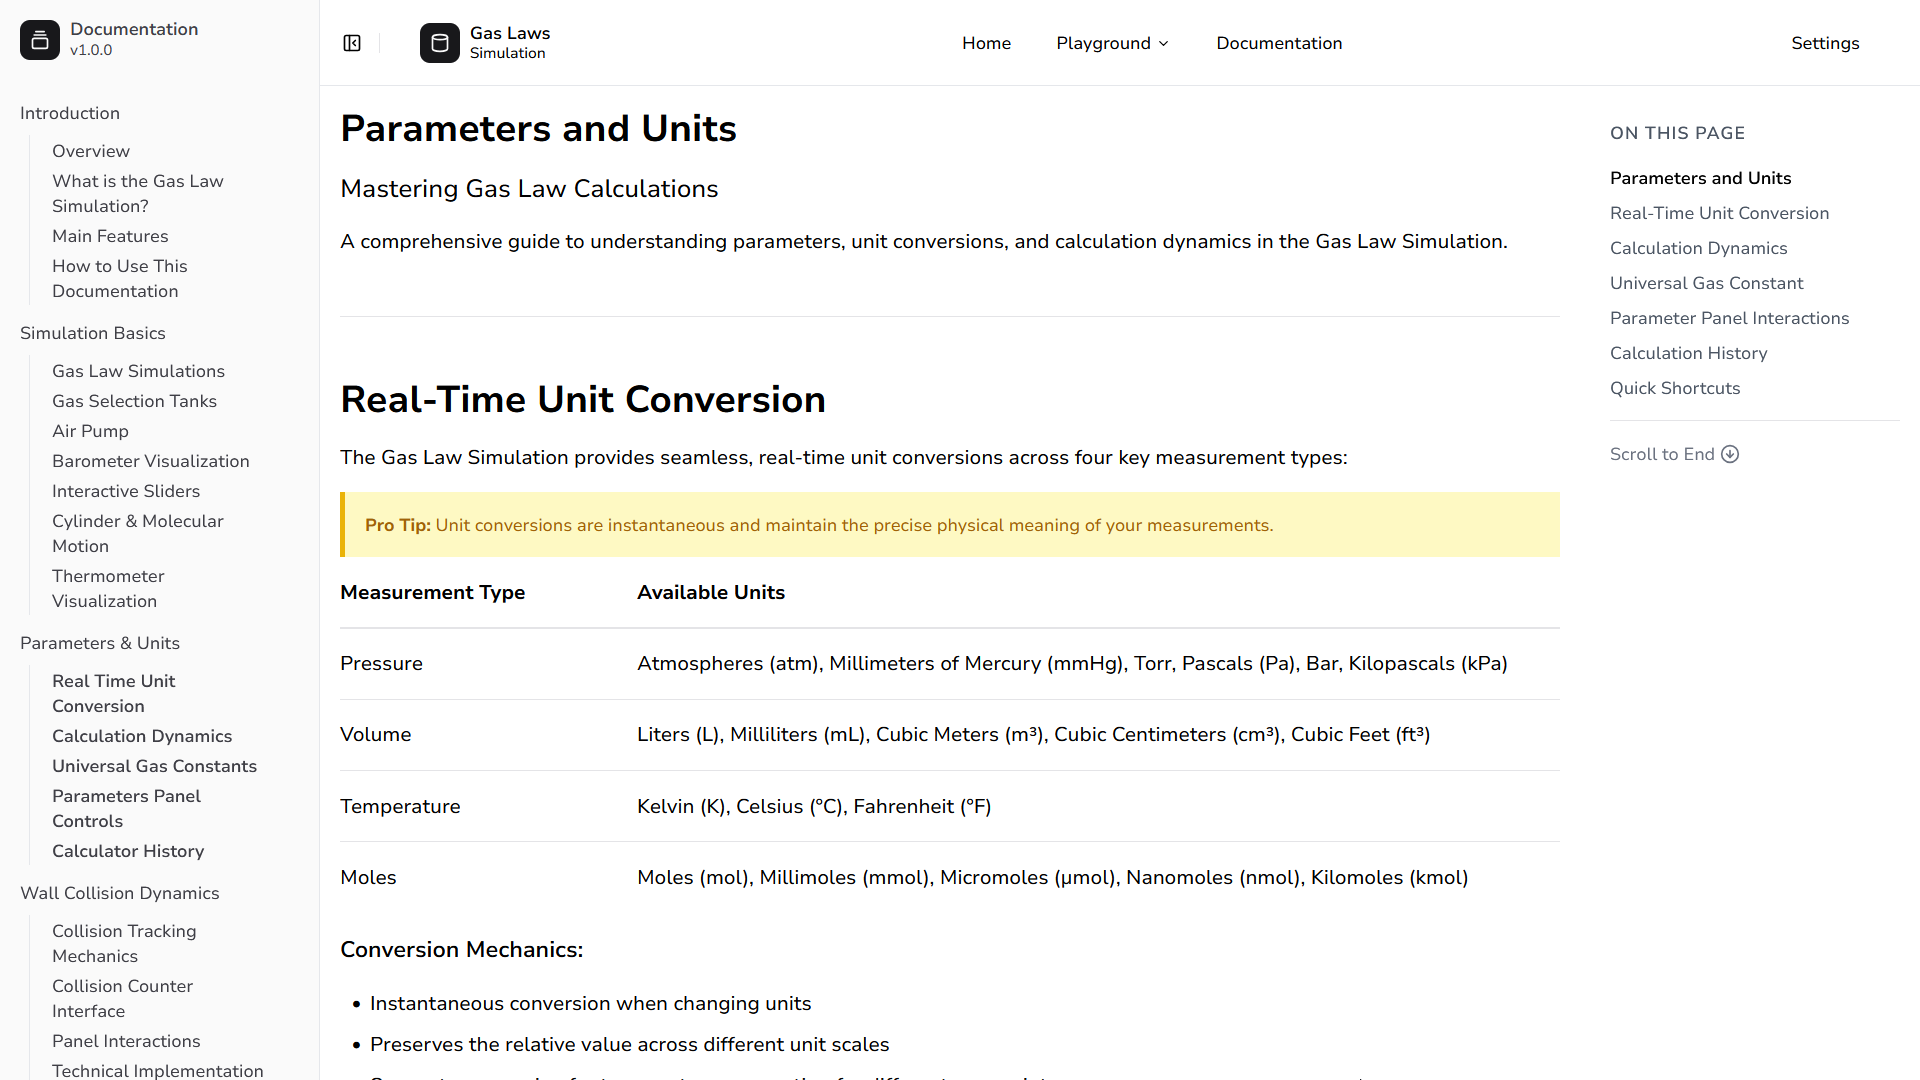 Documentation
v1.0.0
Introduction
Overview
What is the Gas Law
Simulation?
Main Features
How to Use This
Documentation
Simulation Basics
Gas Law Simulations
Gas Selection Tanks
Air Pump
Barometer Visualization
Interactive Sliders
Cylinder & Molecular
Motion
Thermometer
Visualization
Parameters & Units
Real Time Unit
Conversion
Calculation Dynamics
Universal Gas Constants
Parameters Panel
Controls
Calculator History
Wall Collision Dynamics
Collision Tracking
Mechanics
Collision Counter
Interface
Panel Interactions
Technical Implementation
Gas Laws
Simulation
Home
Playground
Documentation
Settings
Parameters and Units
Mastering Gas Law Calculations
A comprehensive guide to understanding parameters, unit conversions, and calculation dynamics in the Gas Law Simulation.
Real-Time Unit Conversion
The Gas Law Simulation provides seamless, real-time unit conversions across four key measurement types:
Pro Tip: Unit conversions are instantaneous and maintain the precise physical meaning of your measurements.
Measurement Type Available Units
Pressure Atmospheres (atm), Millimeters of Mercury (mmHg), Torr, Pascals (Pa), Bar, Kilopascals (kPa)
Volume Liters (L), Milliliters (mL), Cubic Meters (m³), Cubic Centimeters (cm³), Cubic Feet (ft³)
Temperature Kelvin (K), Celsius (°C), Fahrenheit (°F)
Moles Moles (mol), Millimoles (mmol), Micromoles (μmol), Nanomoles (nmol), Kilomoles (kmol)
Conversion Mechanics:
• Instantaneous conversion when changing units
• Preserves the relative value across different unit scales
ON THIS PAGE
Parameters and Units
Real-Time Unit Conversion
Calculation Dynamics
Universal Gas Constant
Parameter Panel Interactions
Calculation History
Quick Shortcuts
Scroll to End